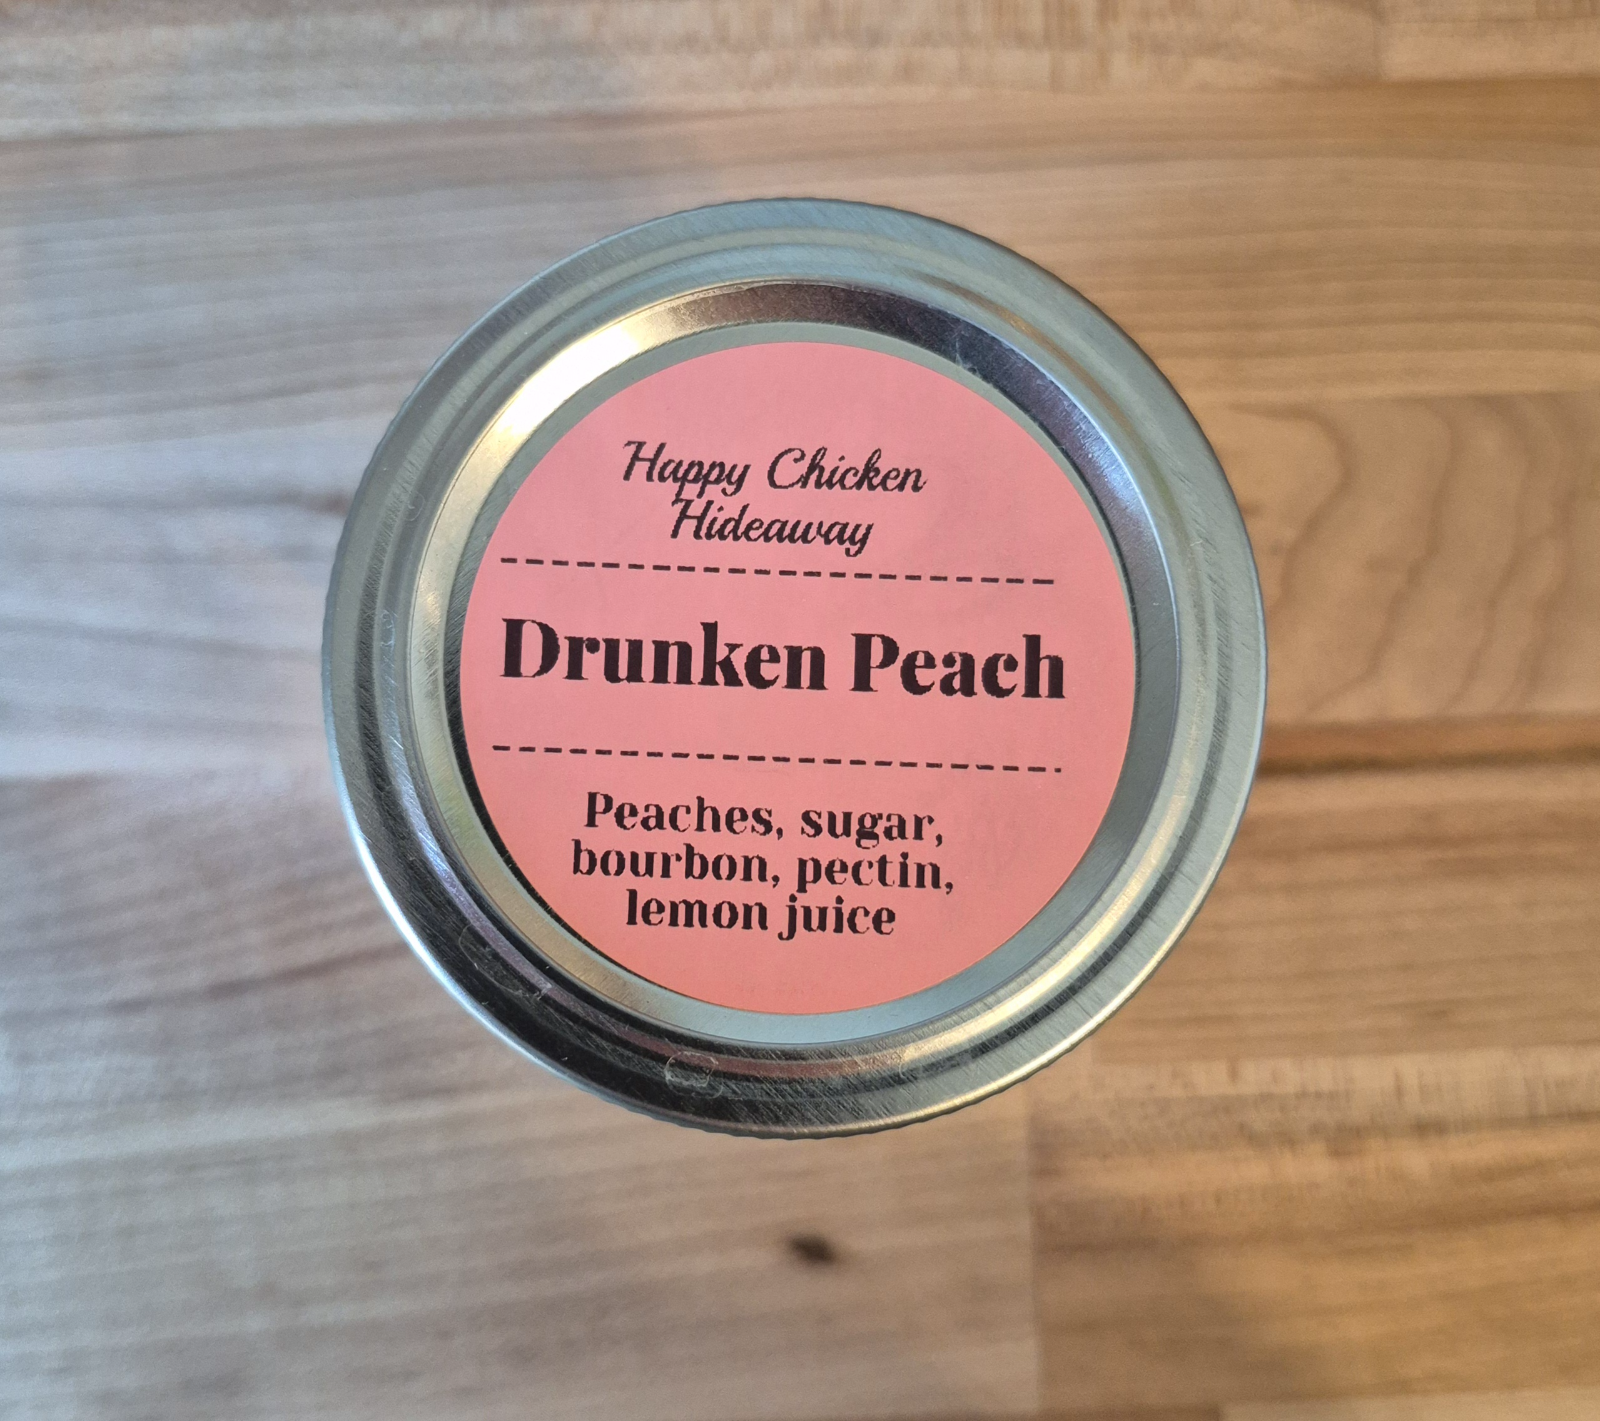 Happy Chicken
Hideaway
Drunken Peach
Peaches, sugar,
bourbon, pectin,
lemon juice